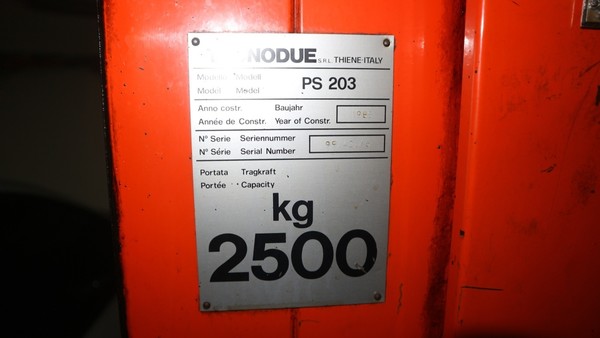 NODUE S.R.L. THIENE-ITALY
Modello Modell
Model Model PS 203
Anno costr. Baujahr
Année de Constr. Year of Constr. 98
N° Serie Seriennummer
N° Série Serial Number
Portata Tragkraft
Portée Capacity
kg
2500